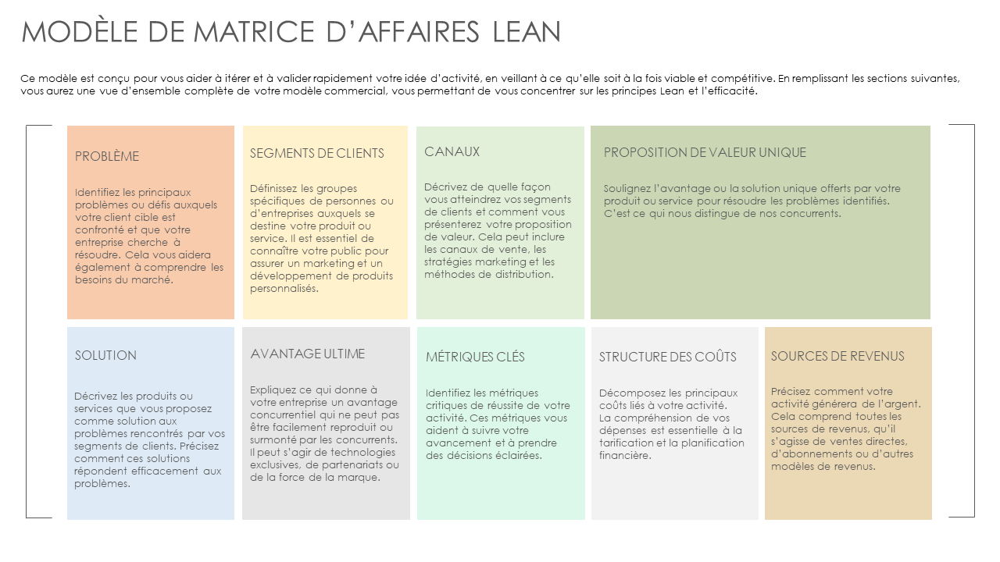 MODÈLE DE MATRICE D’AFFAIRES LEAN
Ce modèle est conçu pour vous aider à itérer et à valider rapidement votre idée d’activité, en veillant à ce qu’elle soit à la fois viable et compétitive. En remplissant les sections suivantes,
vous aurez une vue d’ensemble complète de votre modèle commercial, vous permettant de vous concentrer sur les principes Lean et l’efficacité.
PROBLÈME
Identifiez les principaux
problèmes ou défis auxquels
votre client cible est
confronté et que votre
entreprise cherche à
résoudre. Cela vous aidera
également à comprendre les
besoins du marché.
SEGMENTS DE CLIENTS
Définissez les groupes
spécifiques de personnes ou
d’entreprises auxquels se
destine votre produit ou
service. Il est essentiel de
connaître votre public pour
assurer un marketing et un
développement de produits
personnalisés.
CANAUX
Décrivez de quelle façon
vous atteindrez vos segments
de clients et comment vous
présenterez votre proposition
de valeur. Cela peut inclure
les canaux de vente, les
stratégies marketing et les
méthodes de distribution.
PROPOSITION DE VALEUR UNIQUE
Soulignez l’avantage ou la solution unique offerts par votre
produit ou service pour résoudre les problèmes identifiés.
C’est ce qui nous distingue de nos concurrents.
SOLUTION
Décrivez les produits ou
services que vous proposez
comme solution aux
problèmes rencontrés par vos
segments de clients. Précisez
comment ces solutions
répondent efficacement aux
problèmes.
AVANTAGE ULTIME
Expliquez ce qui donne à
votre entreprise un avantage
concurrentiel qui ne peut pas
être facilement reproduit ou
surmonté par les concurrents.
Il peut s’agir de technologies
exclusives, de partenariats ou
de la force de la marque.
MÉTRIQUES CLÉS
Identifiez les métriques
critiques de réussite de votre
activité. Ces métriques vous
aident à suivre votre
avancement et à prendre
des décisions éclairées.
STRUCTURE DES COÛTS
Décomposez les principaux
coûts liés à votre activité.
La compréhension de vos
dépenses est essentielle à la
tarification et la planification
financière.
SOURCES DE REVENUS
Précisez comment votre
activité générera de l’argent.
Cela comprend toutes les
sources de revenus, qu’il
s’agisse de ventes directes,
d’abonnements ou d’autres
modèles de revenus.